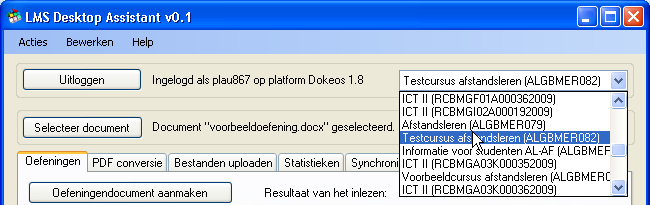 LMS Desktop Assistant v0.1
Acties Bewerken Help
Uitloggen Ingelogd als plau867 op platform Dokeos 1.8 Testcursus afstandsleren (ALGBMER082)
ICT II (RCBMGF01A000362009)
ICT II (RCBMGI02A000192009)
Afstandsleren (ALGBMER079)
Selecteer document Document "voorbeeldoefening.docx" geselecteerd. Testcursus afstandsleren (ALGBMER082)
Informatie voor studenten AL-AF (ALGBMEF
Oefeningen PDF conversie Bestanden uploaden Statistieken Synchroni ICT II (RCBMGA03K000352009)
Voorbeeldcursus afstandsleren (ALGBMER0
Oefeningendocument aanmaken Resultaat van het inlezen: ICT II (RCBMGA03K000362009)